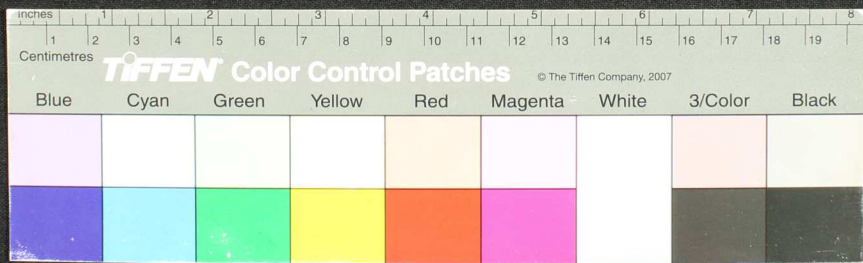 inches 1 2 3 4 5 6 7 8
1 2 3 4 5 6 7 8 9 10 11 12 13 14 15 16 17 18 19
Centimetres
TIFFEN® Color Control Patches © The Tiffen Company, 2007
Blue Cyan Green Yellow Red Magenta White 3/Color Black